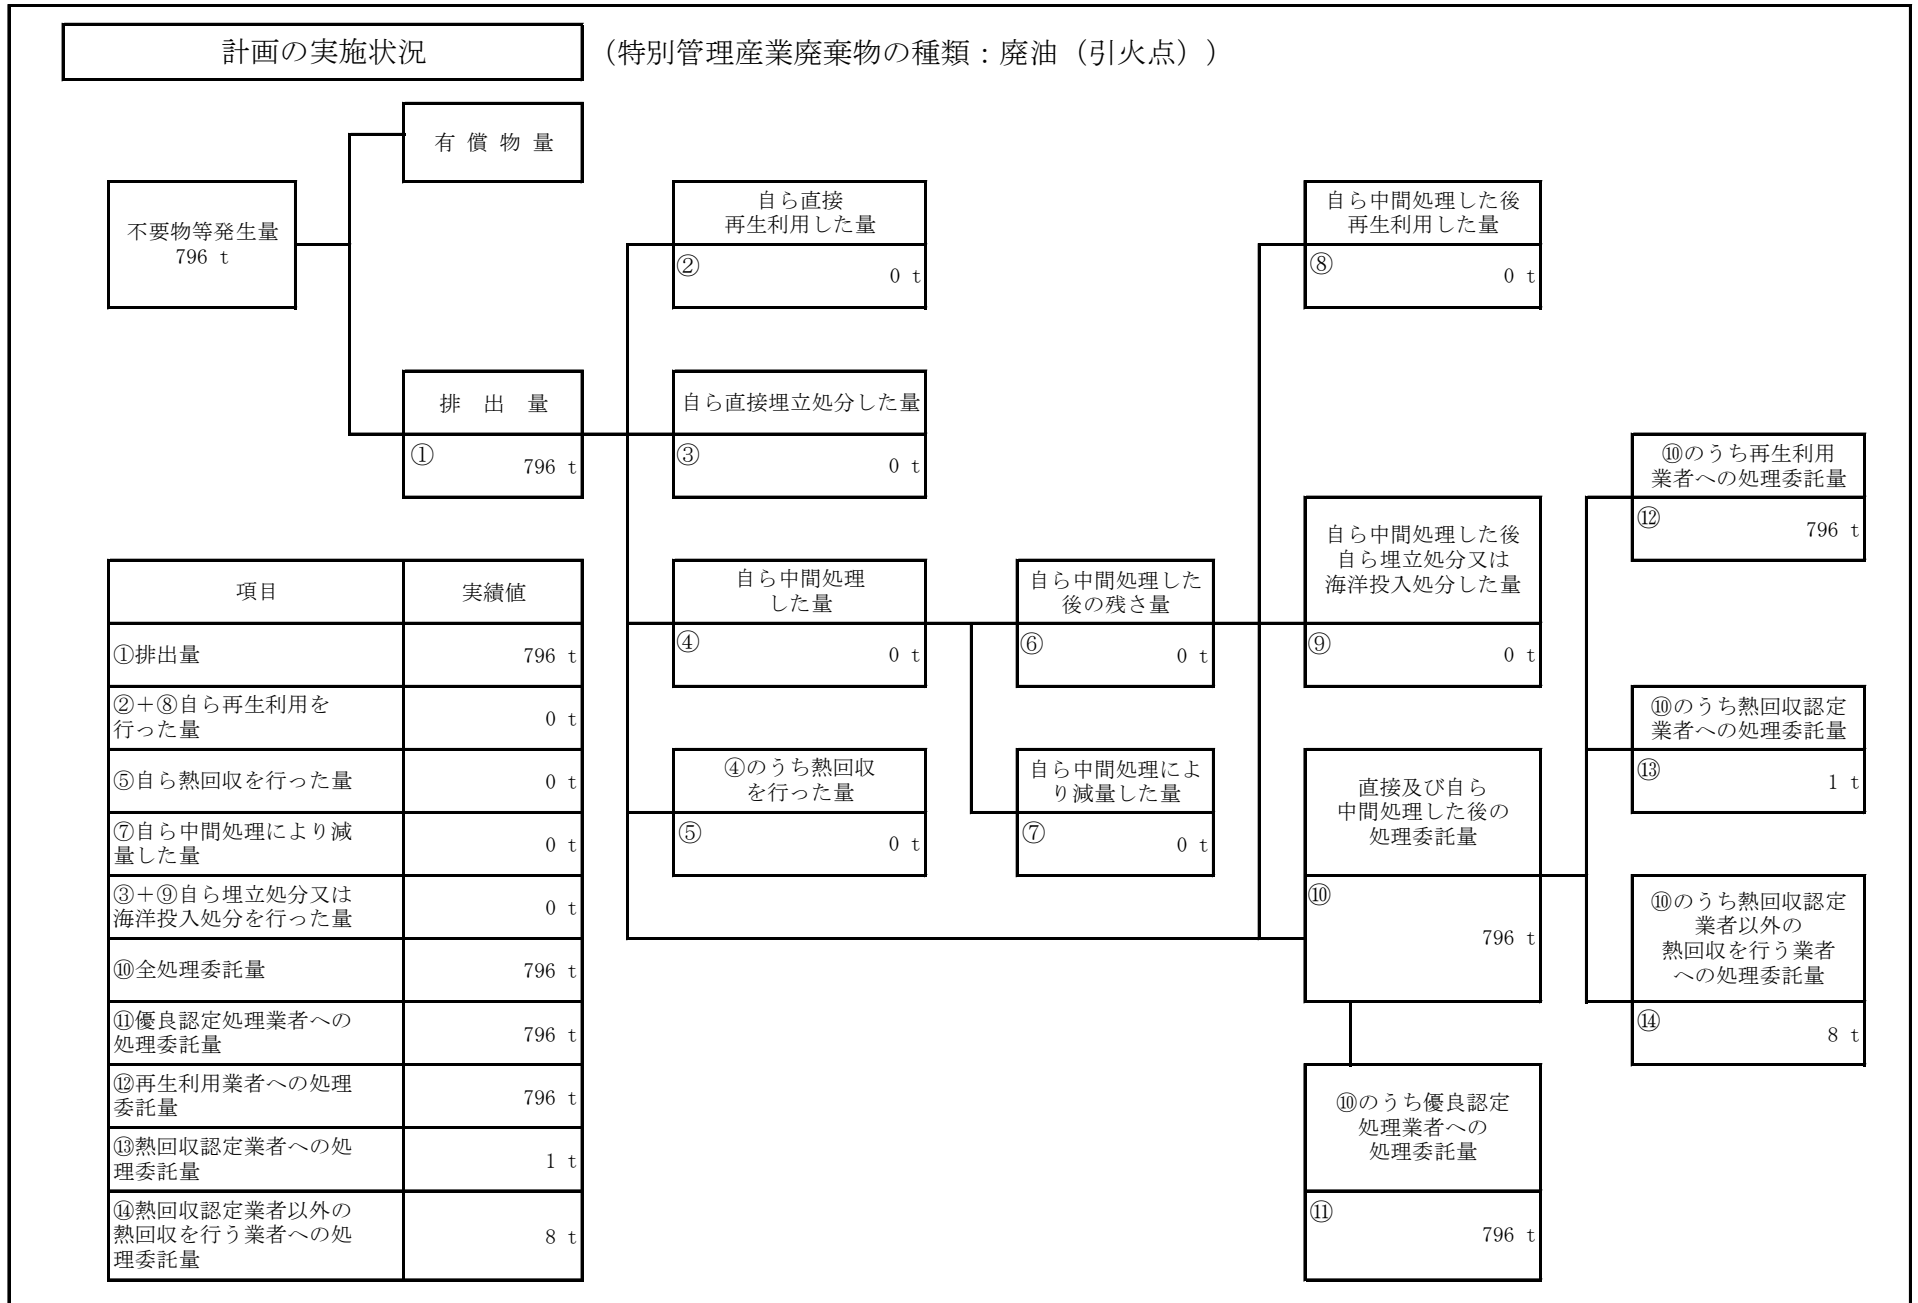 計画の実施状況
（特別管理産業廃棄物の種類：廃油（引火点））
有 償 物 量
不要物等発生量
796 t
排 出 量
①
796 t
自ら直接
再生利用した量
②
0 t
自ら直接埋立処分した量
③
0 t
自ら中間処理
した量
④
0 t
④のうち熱回収
を行った量
⑤
0 t
自ら中間処理した
後の残さ量
⑥
0 t
自ら中間処理によ
り減量した量
⑦
0 t
自ら中間処理した後
再生利用した量
⑧
0 t
自ら中間処理した後
自ら埋立処分又は
海洋投入処分した量
⑨
0 t
直接及び自ら
中間処理した後の
処理委託量
⑩
796 t
⑩のうち優良認定
処理業者への
処理委託量
⑪
796 t
⑩のうち再生利用
業者への処理委託量
⑫
796 t
⑩のうち熱回収認定
業者への処理委託量
⑬
1 t
⑩のうち熱回収認定
業者以外の
熱回収を行う業者
への処理委託量
⑭
8 t
項目
実績値
①排出量
796 t
②＋⑧自ら再生利用を
行った量
0 t
⑤自ら熱回収を行った量
0 t
⑦自ら中間処理により減
量した量
0 t
③＋⑨自ら埋立処分又は
海洋投入処分を行った量
0 t
⑩全処理委託量
796 t
⑪優良認定処理業者への
処理委託量
796 t
⑫再生利用業者への処理
委託量
796 t
⑬熱回収認定業者への処
理委託量
1 t
⑭熱回収認定業者以外の
熱回収を行う業者への処
理委託量
8 t